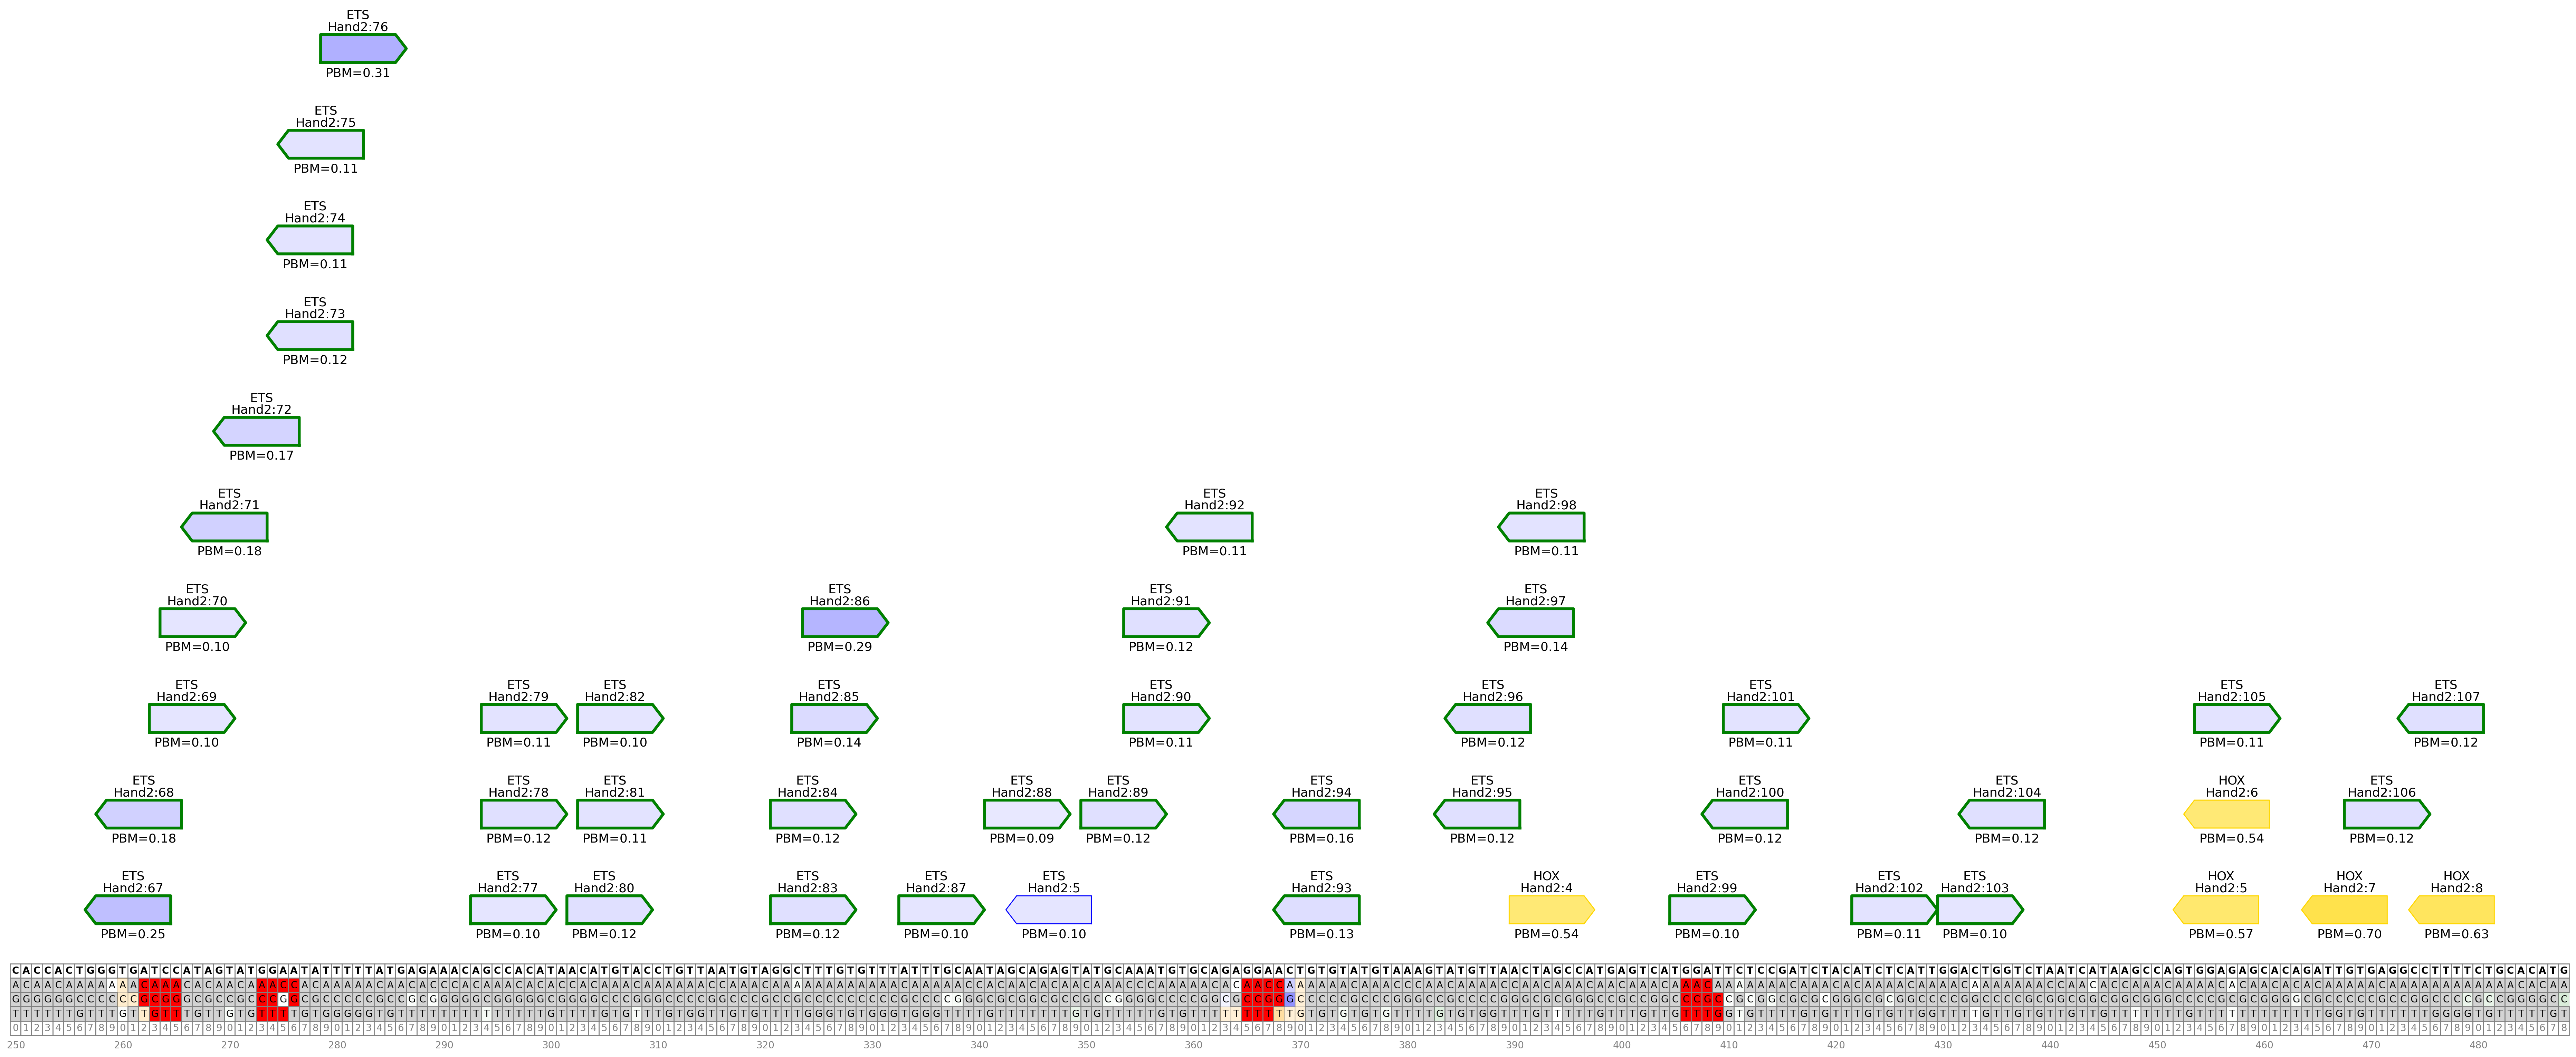 ETS
Hand2:76
PBM=0.31
ETS
Hand2:75
PBM=0.11
ETS
Hand2:74
PBM=0.11
ETS
Hand2:73
PBM=0.12
ETS
Hand2:72
PBM=0.17
ETS
Hand2:71
PBM=0.18
ETS
Hand2:92
PBM=0.11
ETS
Hand2:98
PBM=0.11
ETS
Hand2:70
PBM=0.10
ETS
Hand2:86
PBM=0.29
ETS
Hand2:91
PBM=0.12
ETS
Hand2:97
PBM=0.14
ETS
Hand2:69
PBM=0.10
ETS
Hand2:79
PBM=0.11
ETS
Hand2:82
PBM=0.10
ETS
Hand2:85
PBM=0.14
ETS
Hand2:90
PBM=0.11
ETS
Hand2:96
PBM=0.12
ETS
Hand2:101
PBM=0.11
ETS
Hand2:105
PBM=0.11
ETS
Hand2:107
PBM=0.12
ETS
Hand2:68
PBM=0.18
ETS
Hand2:78
PBM=0.12
ETS
Hand2:81
PBM=0.11
ETS
Hand2:84
PBM=0.12
ETS
Hand2:88
PBM=0.09
ETS
Hand2:89
PBM=0.12
ETS
Hand2:94
PBM=0.16
ETS
Hand2:95
PBM=0.12
ETS
Hand2:100
PBM=0.12
ETS
Hand2:104
PBM=0.12
HOX
Hand2:6
PBM=0.54
ETS
Hand2:106
PBM=0.12
ETS
Hand2:67
PBM=0.25
ETS
Hand2:77
PBM=0.10
ETS
Hand2:80
PBM=0.12
ETS
Hand2:83
PBM=0.12
ETS
Hand2:87
PBM=0.10
ETS
Hand2:5
PBM=0.10
ETS
Hand2:93
PBM=0.13
HOX
Hand2:4
PBM=0.54
ETS
Hand2:99
PBM=0.10
ETS
Hand2:102
PBM=0.11
ETS
Hand2:103
PBM=0.10
HOX
Hand2:5
PBM=0.57
HOX
Hand2:7
PBM=0.70
HOX
Hand2:8
PBM=0.63
CACCACTGGGTGATCCATAGTATGGAATATTTTTATGAGAAACAGCCACATAACATGTACCTGTTAATGTAGGCTTTGTGTTTATTTGCAATAGCAGAGTATGCAAATGTGCAGAGGAACTGTGTATGTAAAGTATGTTAACTAGCCATGAGTCATGGATTCTCCGATCTACATCTCATTGGACTGGTCTAATCATAAGCCAGTGGAGAGCACAGATTGTGAGGCCTTTTCTGCACATG
250 260 270 280 290 300 310 320 330 340 350 360 370 380 390 400 410 420 430 440 450 460 470 480